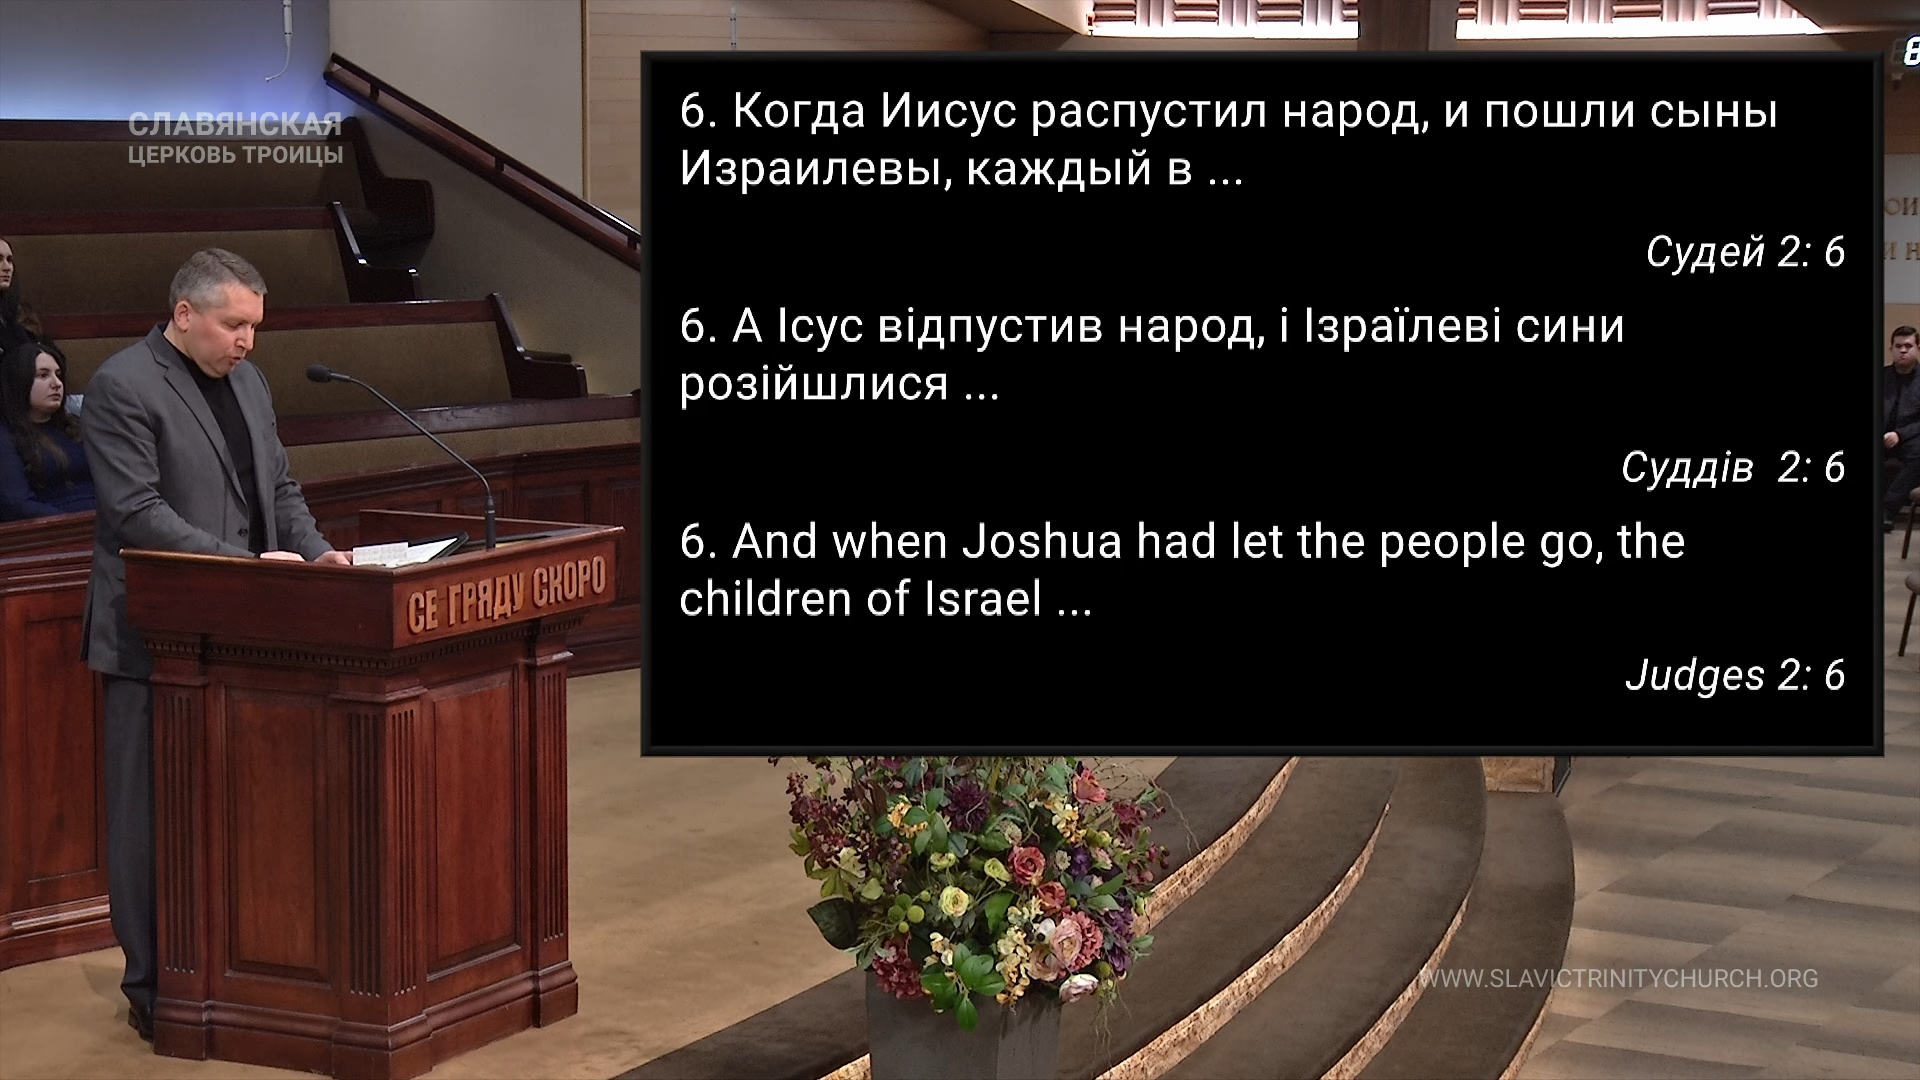 СЛАВЯНСКАЯ
ЦЕРКОВЬ ТРОИЦЫ
6. Когда Иисус распустил народ, и пошли сыны
Израилевы, каждый в ...
Судей 2: 6
6. А Ісус відпустив народ, і Ізраїлеві сини
розійшлися ...
Суддів 2: 6
6. And when Joshua had let the people go, the
children of Israel ...
Judges 2: 6
СЕ ГРЯДУ СКОРО
WWW.SLAVICTRINITYCHURCH.ORG